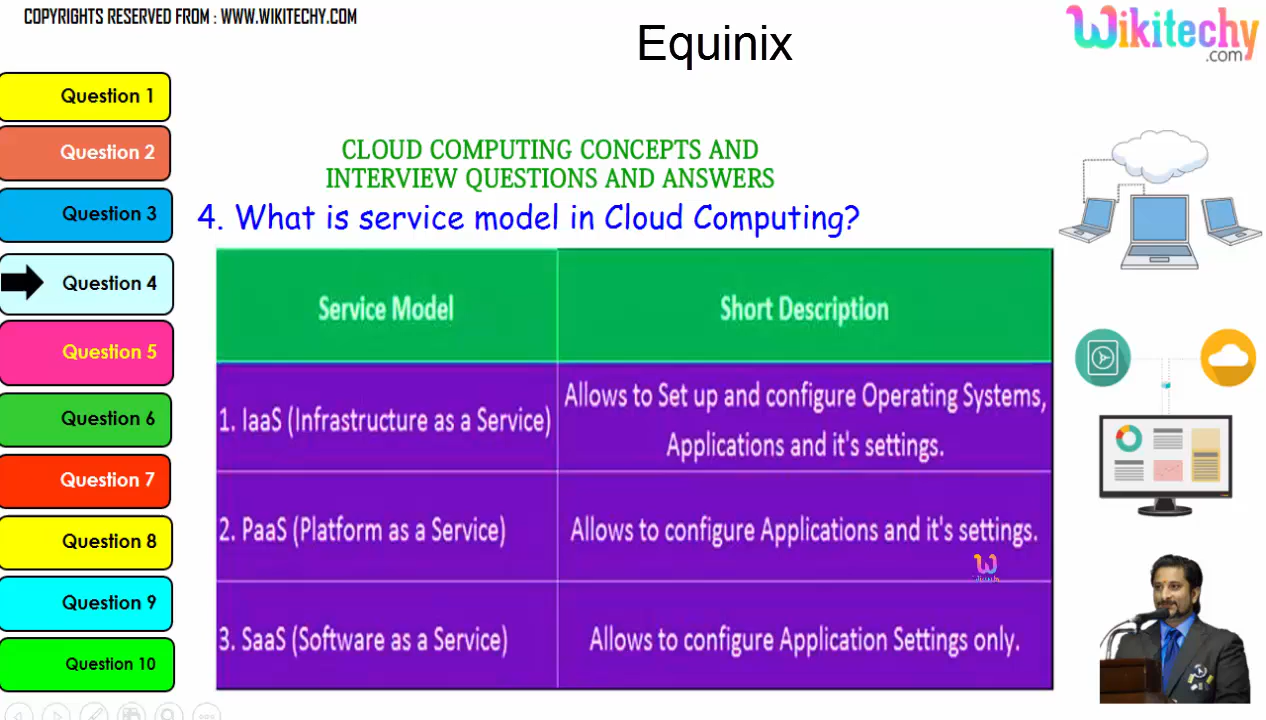 COPYRIGHTS RESERVED FROM : WWW.WIKITECHY.COM
Equinix
Wikitechy
.com
Question 1
Question 2
Question 3
Question 4
Question 5
Question 6
Question 7
Question 8
Question 9
Question 10
CLOUD COMPUTING CONCEPTS AND
INTERVIEW QUESTIONS AND ANSWERS
4. What is service model in Cloud Computing?
Service Model
Short Description
1. IaaS (Infrastructure as a Service)
Allows to Set up and configure Operating Systems,
Applications and it's settings.
2. PaaS (Platform as a Service)
Allows to configure Applications and it's settings.
3. SaaS (Software as a Service)
Allows to configure Application Settings only.